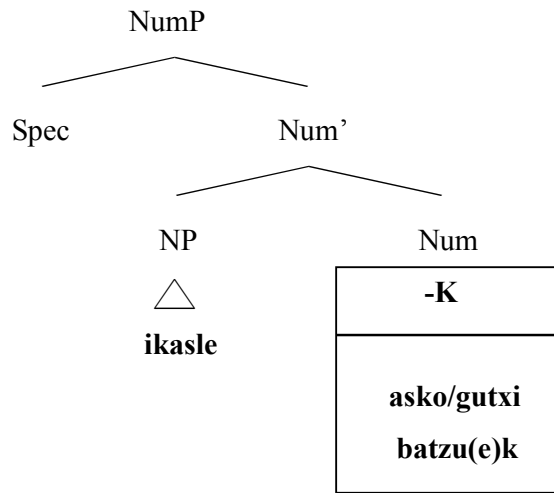 NumP
Spec Num’
NP Num
-K
ikasle
asko/gutxi
batzu(e)k